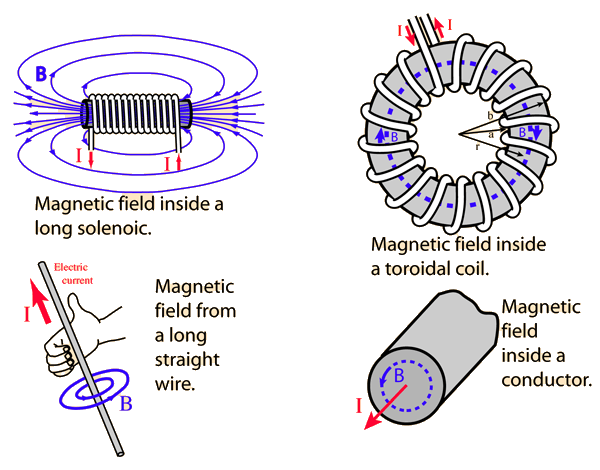 B
I
I
Magnetic field inside a
long solenoic.
I
I
b
a
r
B
B
Magnetic field inside
a toroidal coil.
Electric
current
I
B
Magnetic
field from
a long
straight
wire.
B
I
Magnetic
field
inside a
conductor.